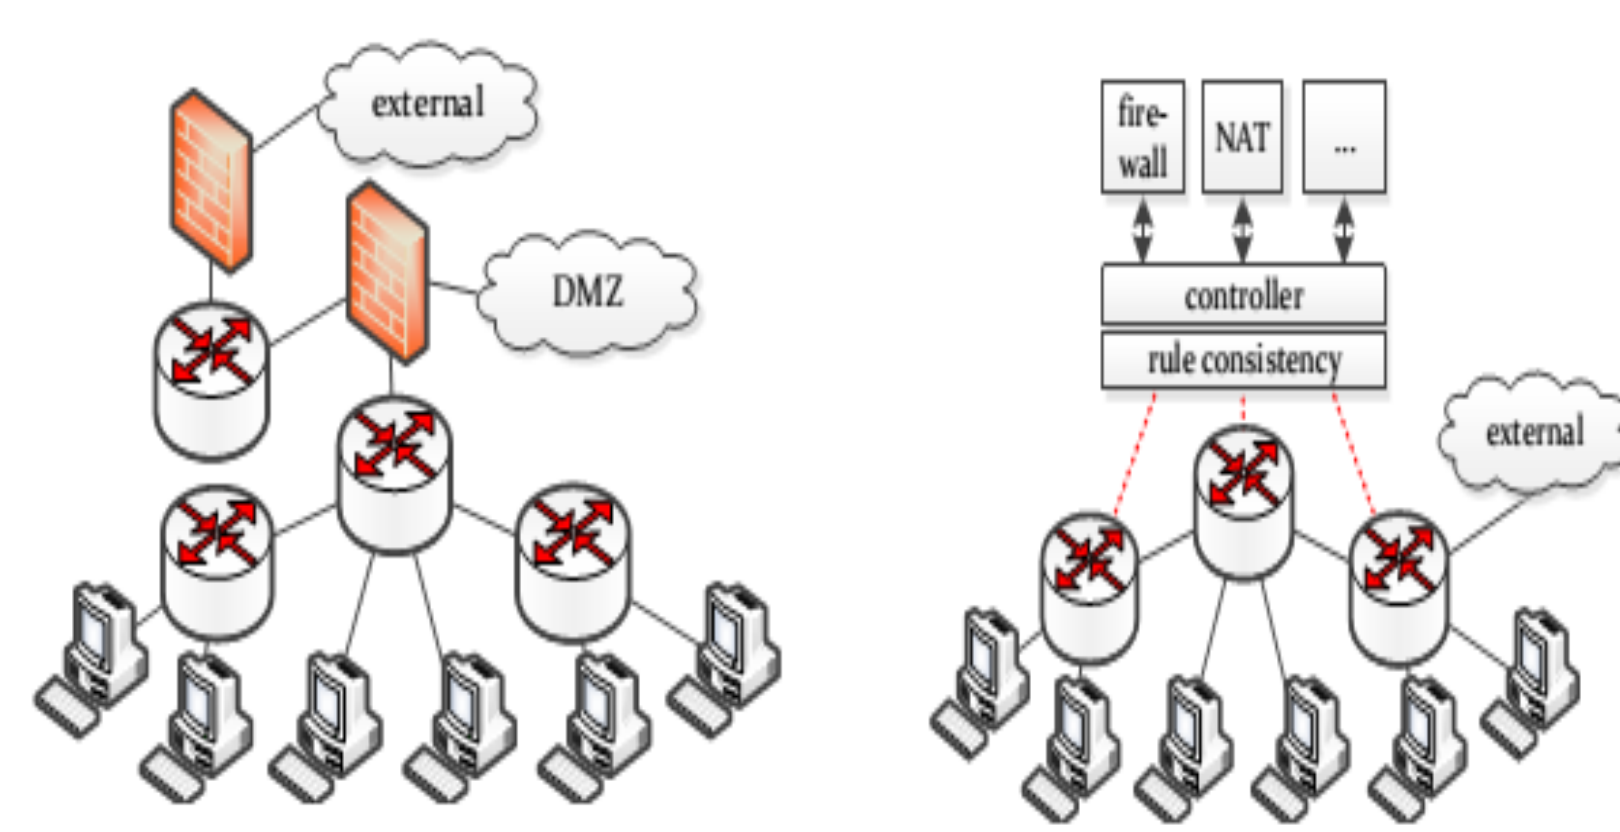 external
DMZ
fire-
wall
NAT
...
controller
rule consistency
external